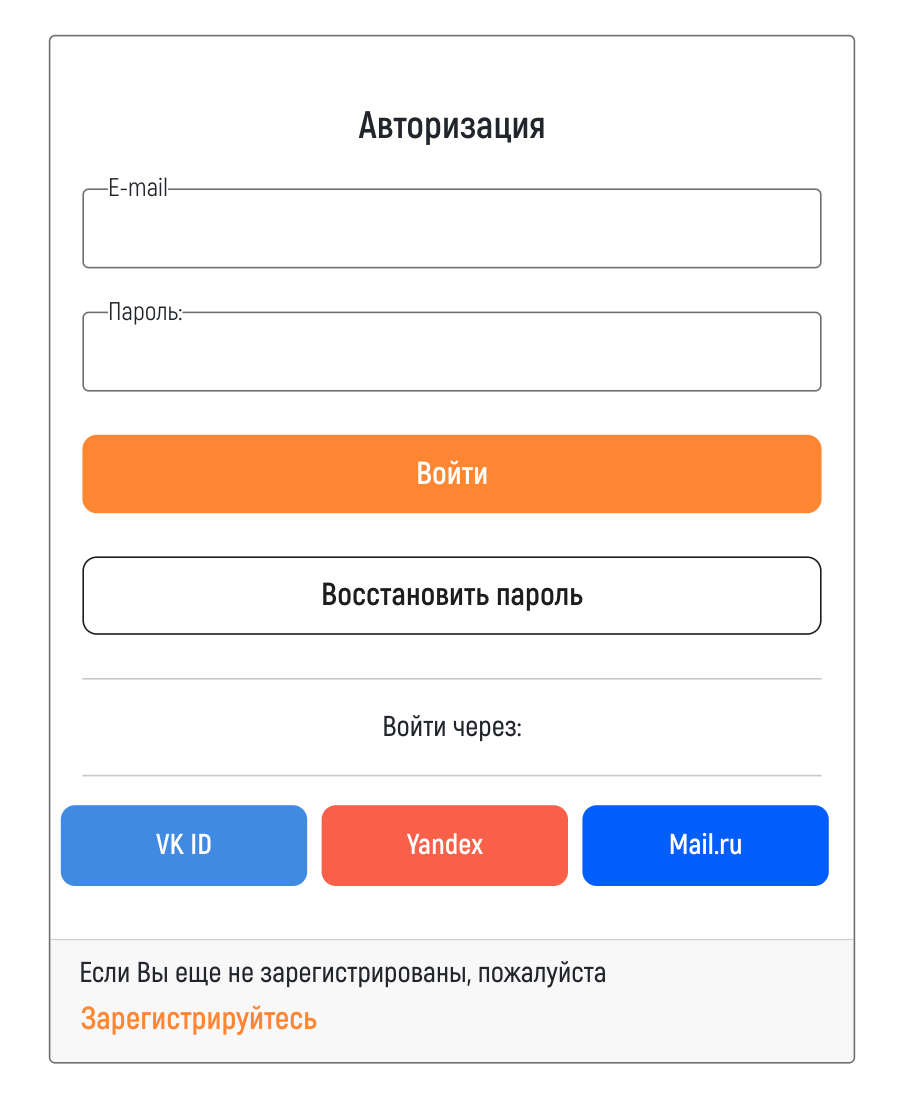 Авторизация
E-mail
Пароль:
Войти
Восстановить пароль
Войти через:
VK ID
Yandex
Mail.ru
Если Вы еще не зарегистрированы, пожалуйста
Зарегистрируйтесь